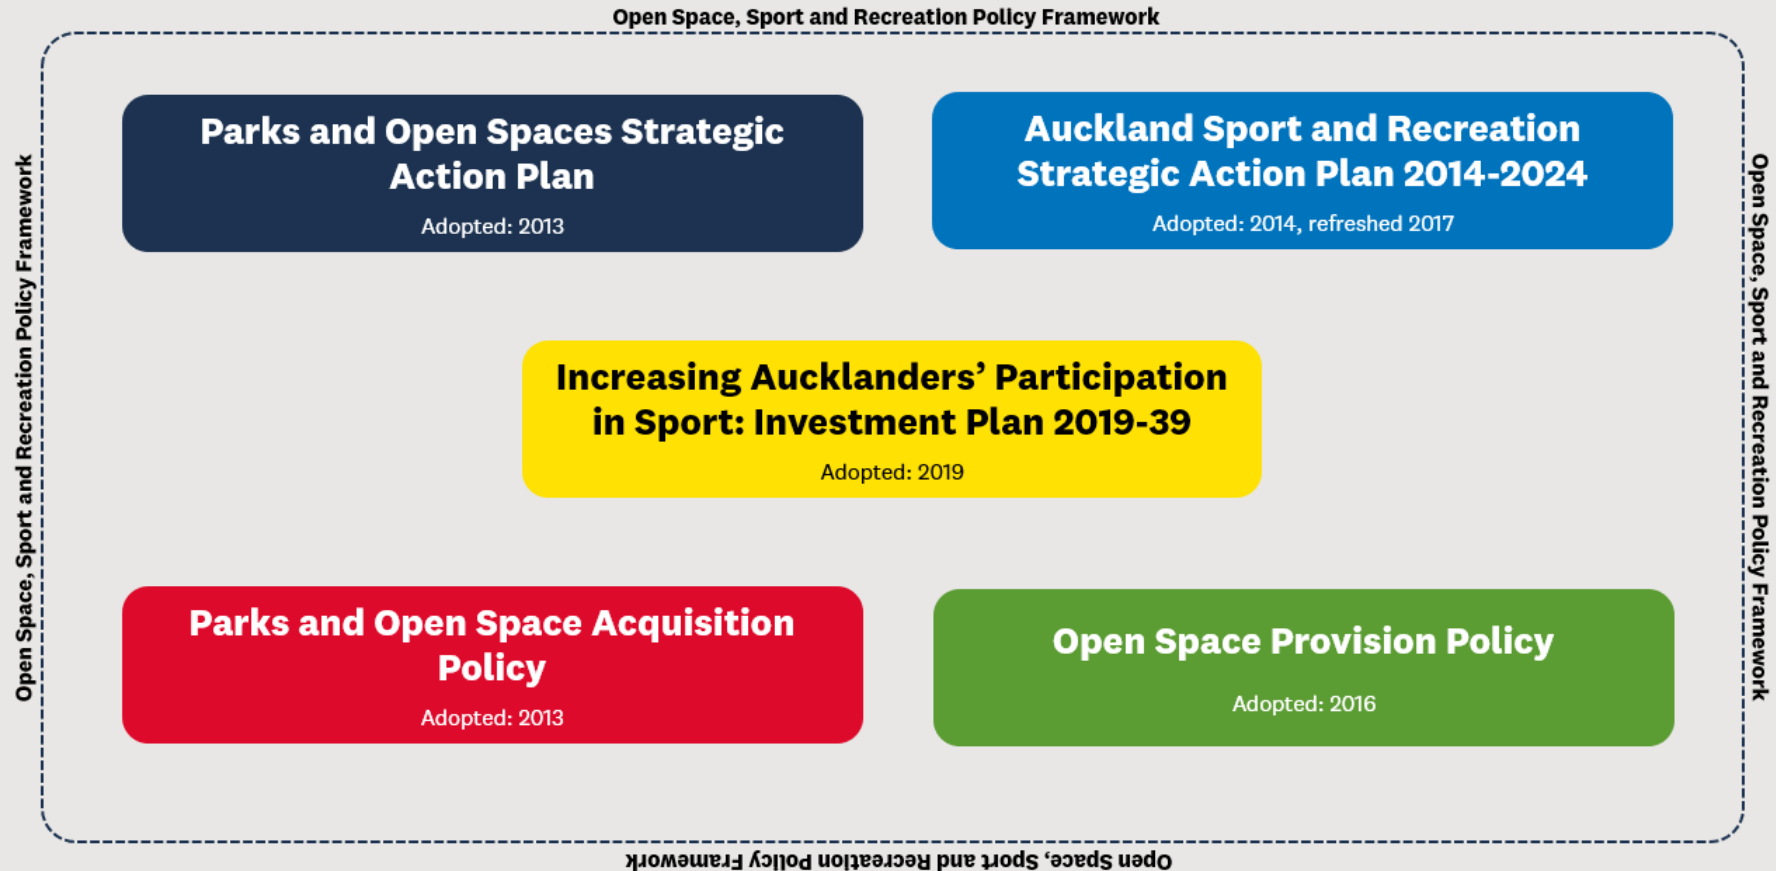 Open Space, Sport and Recreation Policy Framework
Open Space, Sport and Recreation Policy Framework
Parks and Open Spaces Strategic
Action Plan
Adopted: 2013
Auckland Sport and Recreation
Strategic Action Plan 2014-2024
Adopted: 2014, refreshed 2017
Increasing Aucklanders’ Participation
in Sport: Investment Plan 2019-39
Adopted: 2019
Parks and Open Space Acquisition
Policy
Adopted: 2013
Open Space Provision Policy
Adopted: 2016
Open Space, Sport and Recreation Policy Framework
Open Space, Sport and Recreation Policy Framework